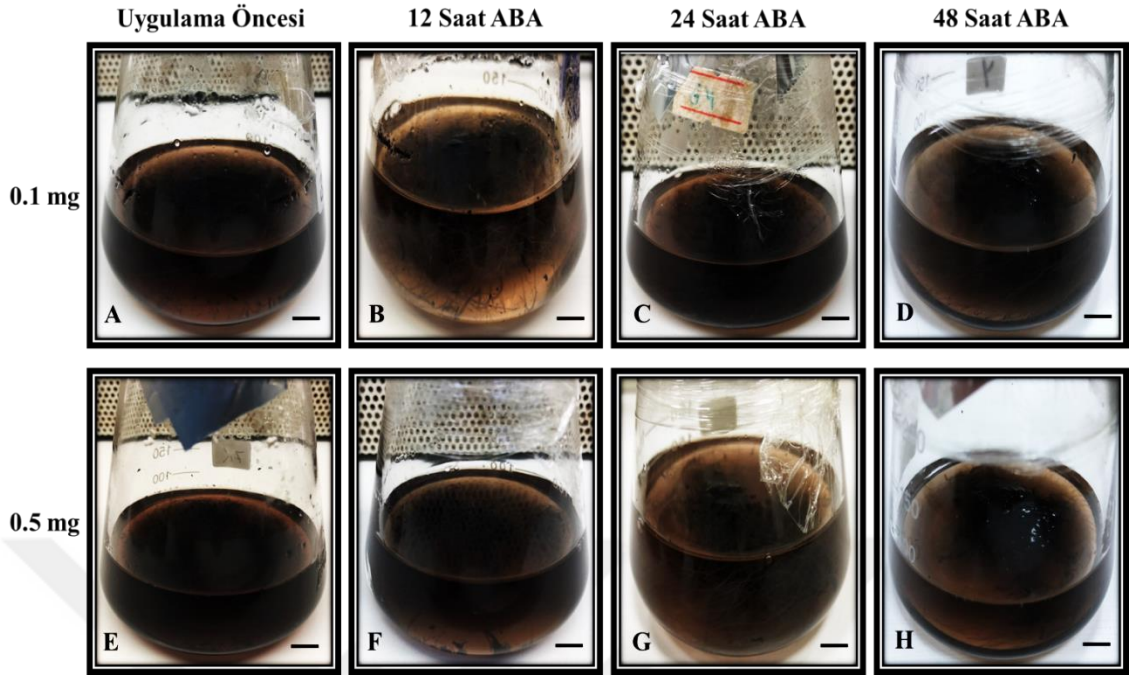 Uygulama Öncesi 12 Saat ABA 24 Saat ABA 48 Saat ABA
0.1 mg
150
A B C D
0.5 mg
150
100
E F G H